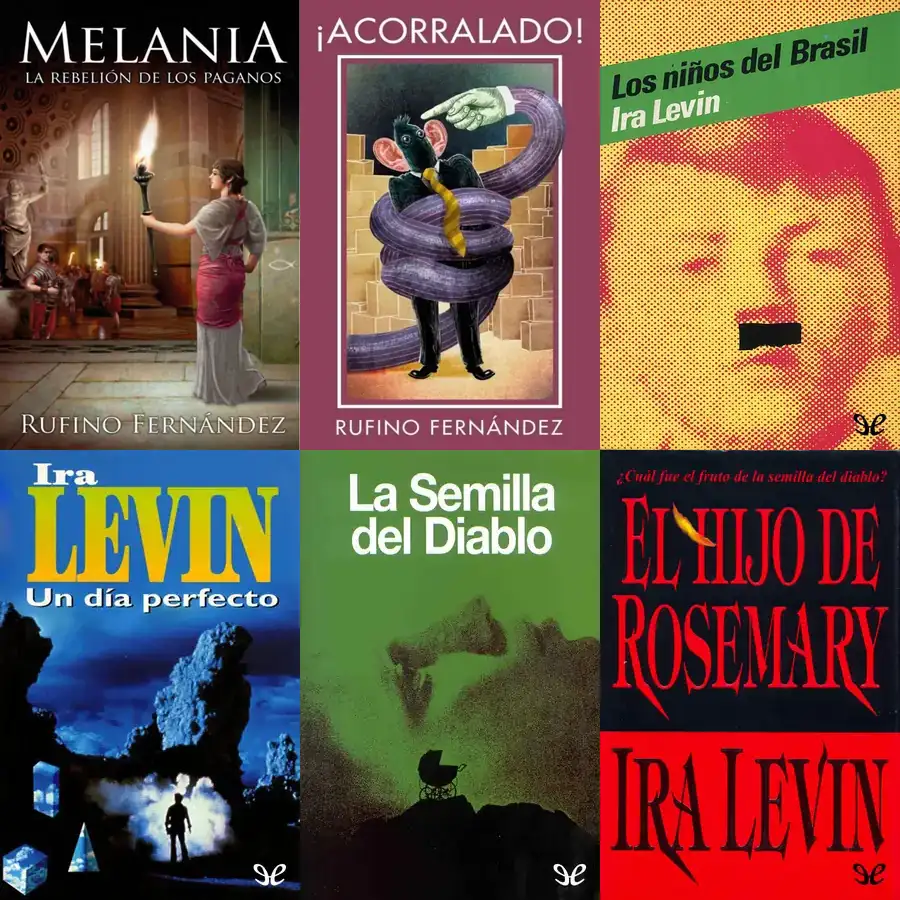 MELANIA
LA REBELIÓN DE LOS PAGANOS
RUFINO FERNÁNDEZ
¡ACORRALADO!
RUFINO FERNÁNDEZ
Los niños del Brasil
Ira Levin
Ira
LEVIN
Un día perfecto
La Semilla
del Diablo
¿Cuál fue el fruto de la semilla del diablo?
EL HIJO DE
ROSEMARY
IRA LEVIN